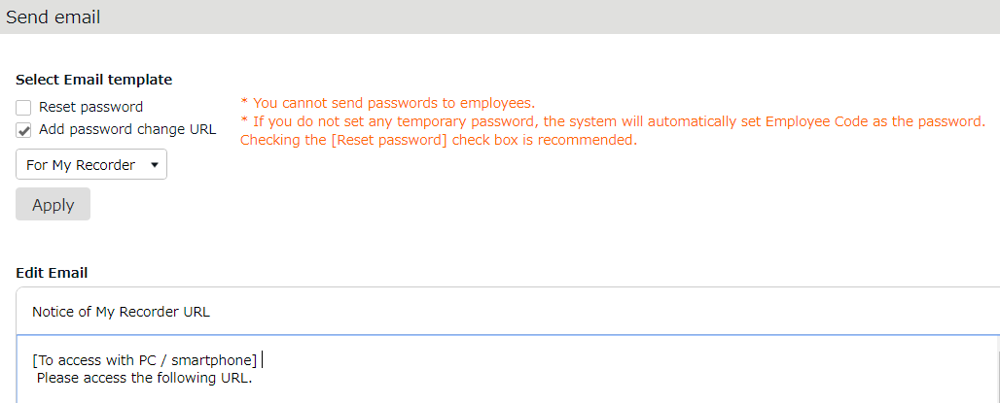 Send email
Select Email template
Reset password
Add password change URL
* You cannot send passwords to employees.
* If you do not set any temporary password, the system will automatically set Employee Code as the password.
Checking the [Reset password] check box is recommended.
For My Recorder
Apply
Edit Email
Notice of My Recorder URL
[To access with PC / smartphone]
Please access the following URL.